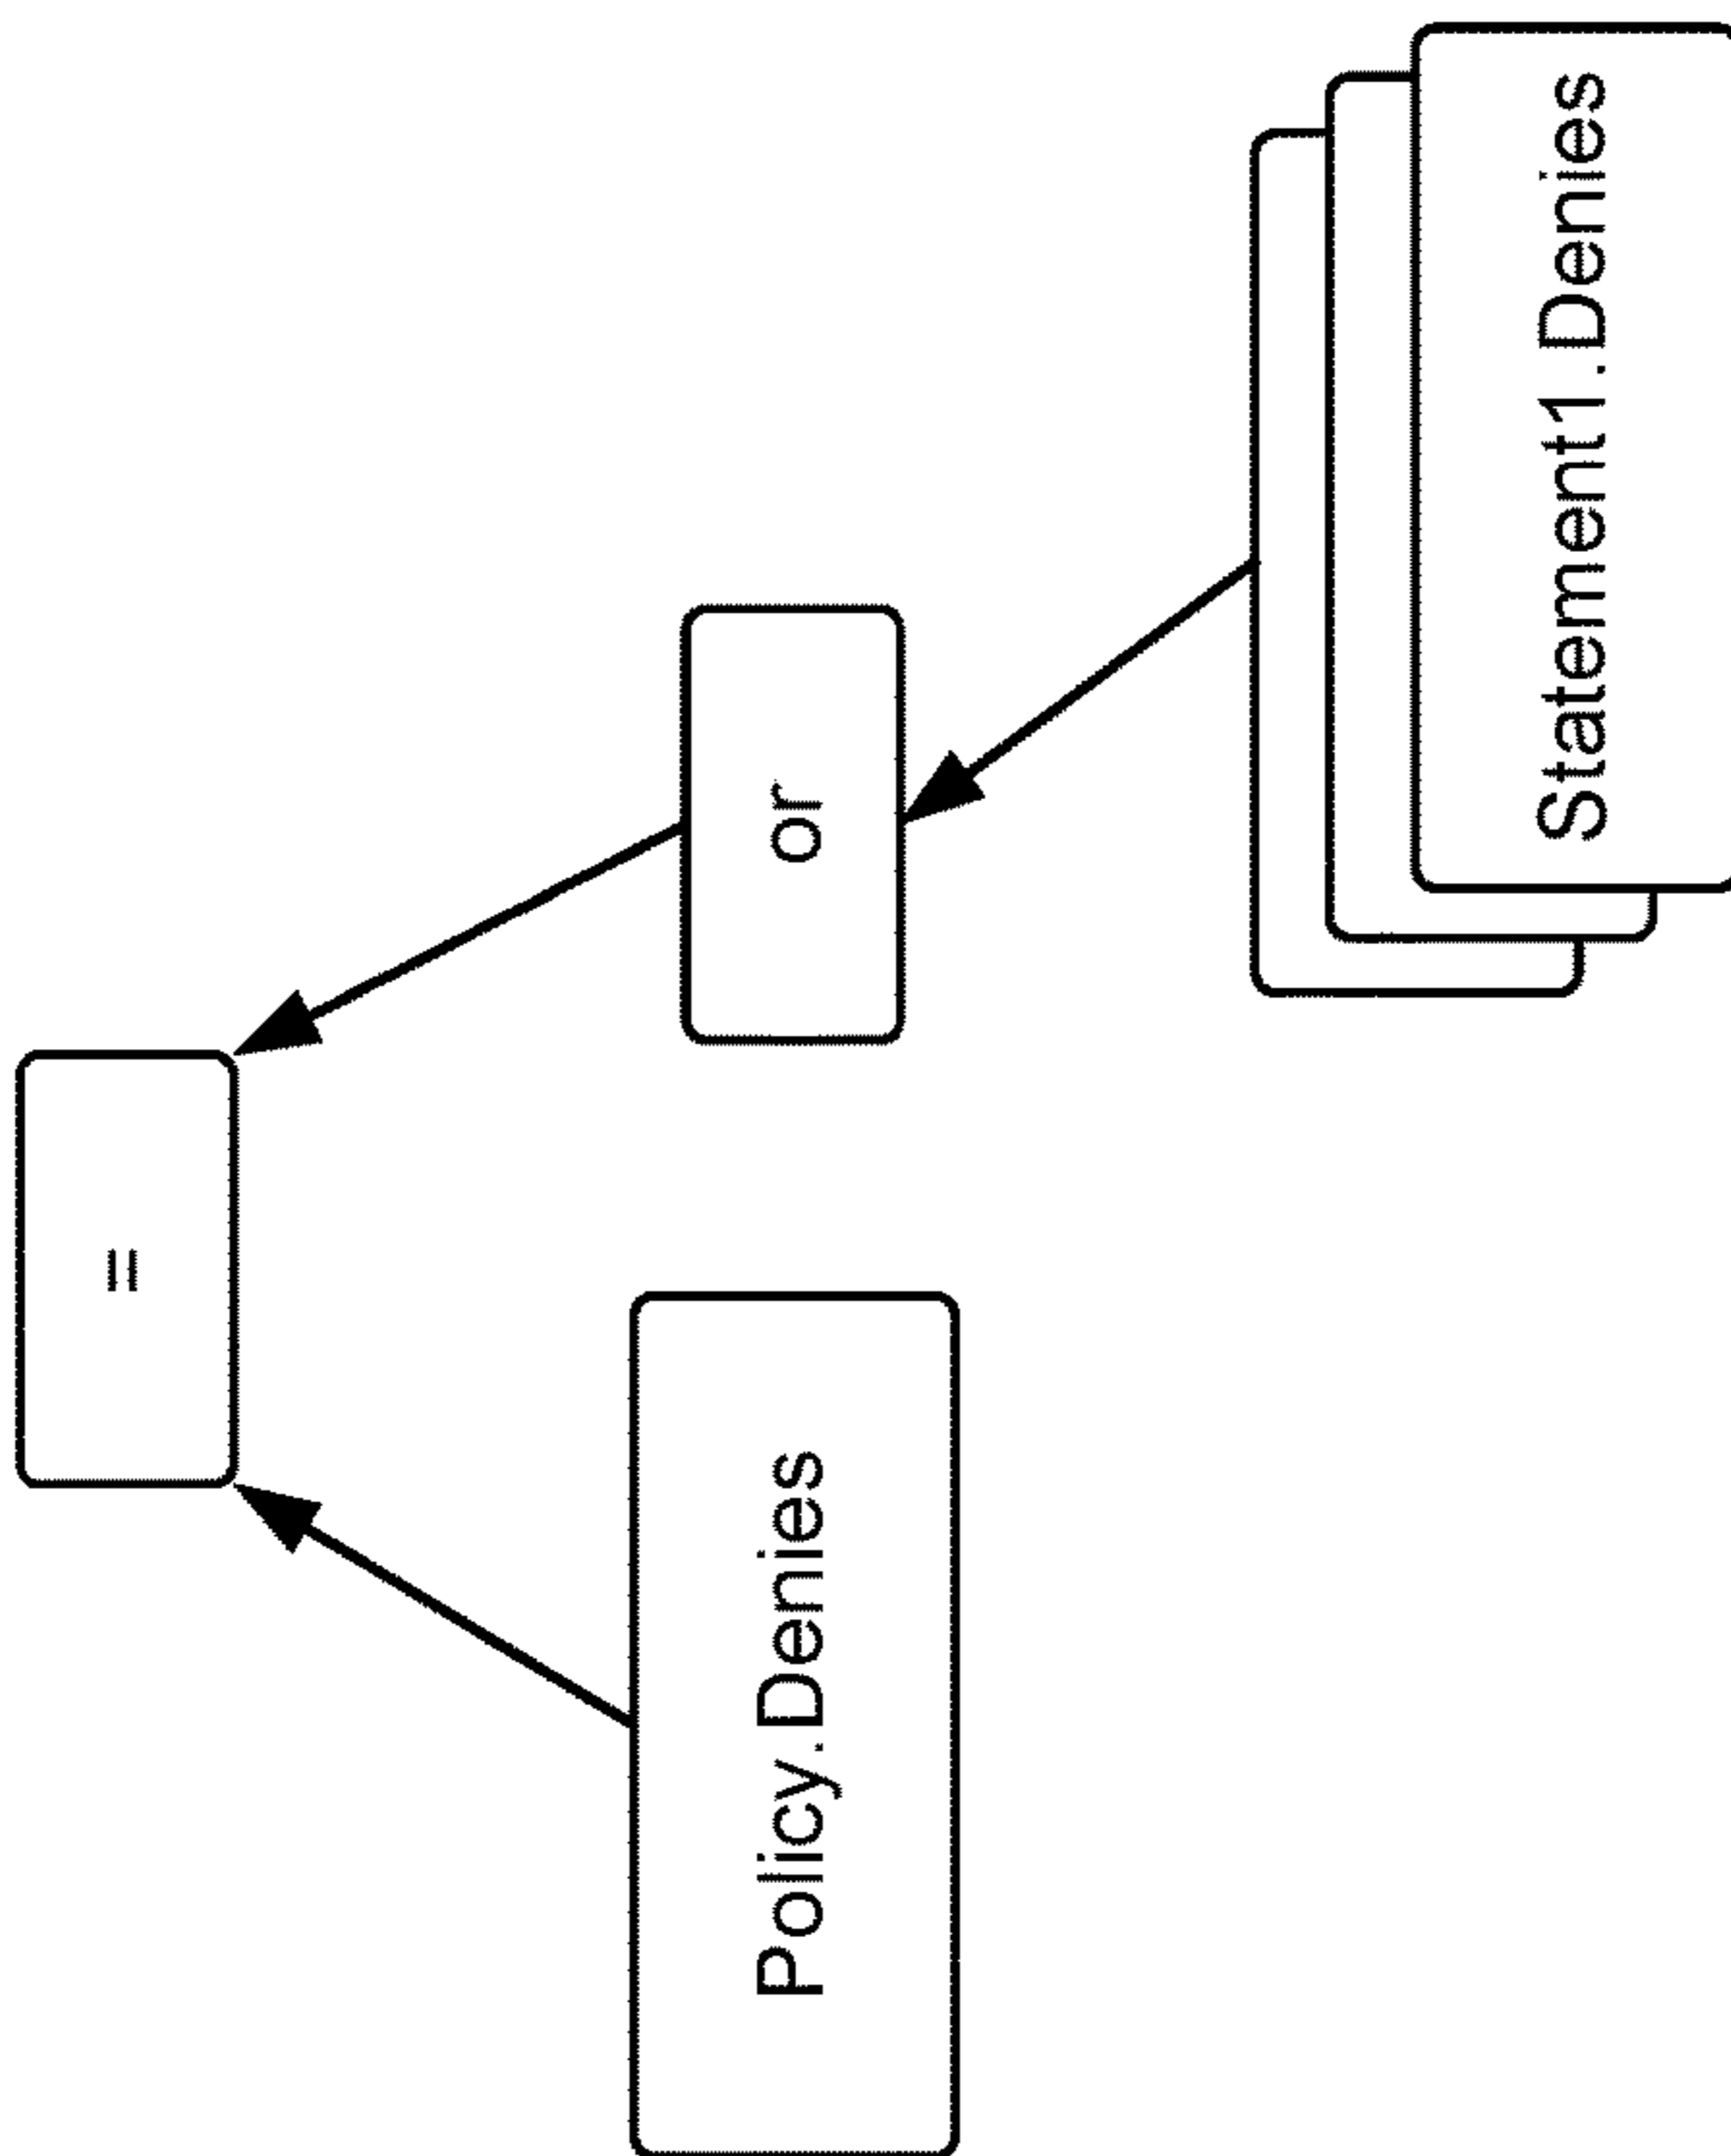 =
or
Policy.Denies
Statement1.Denies